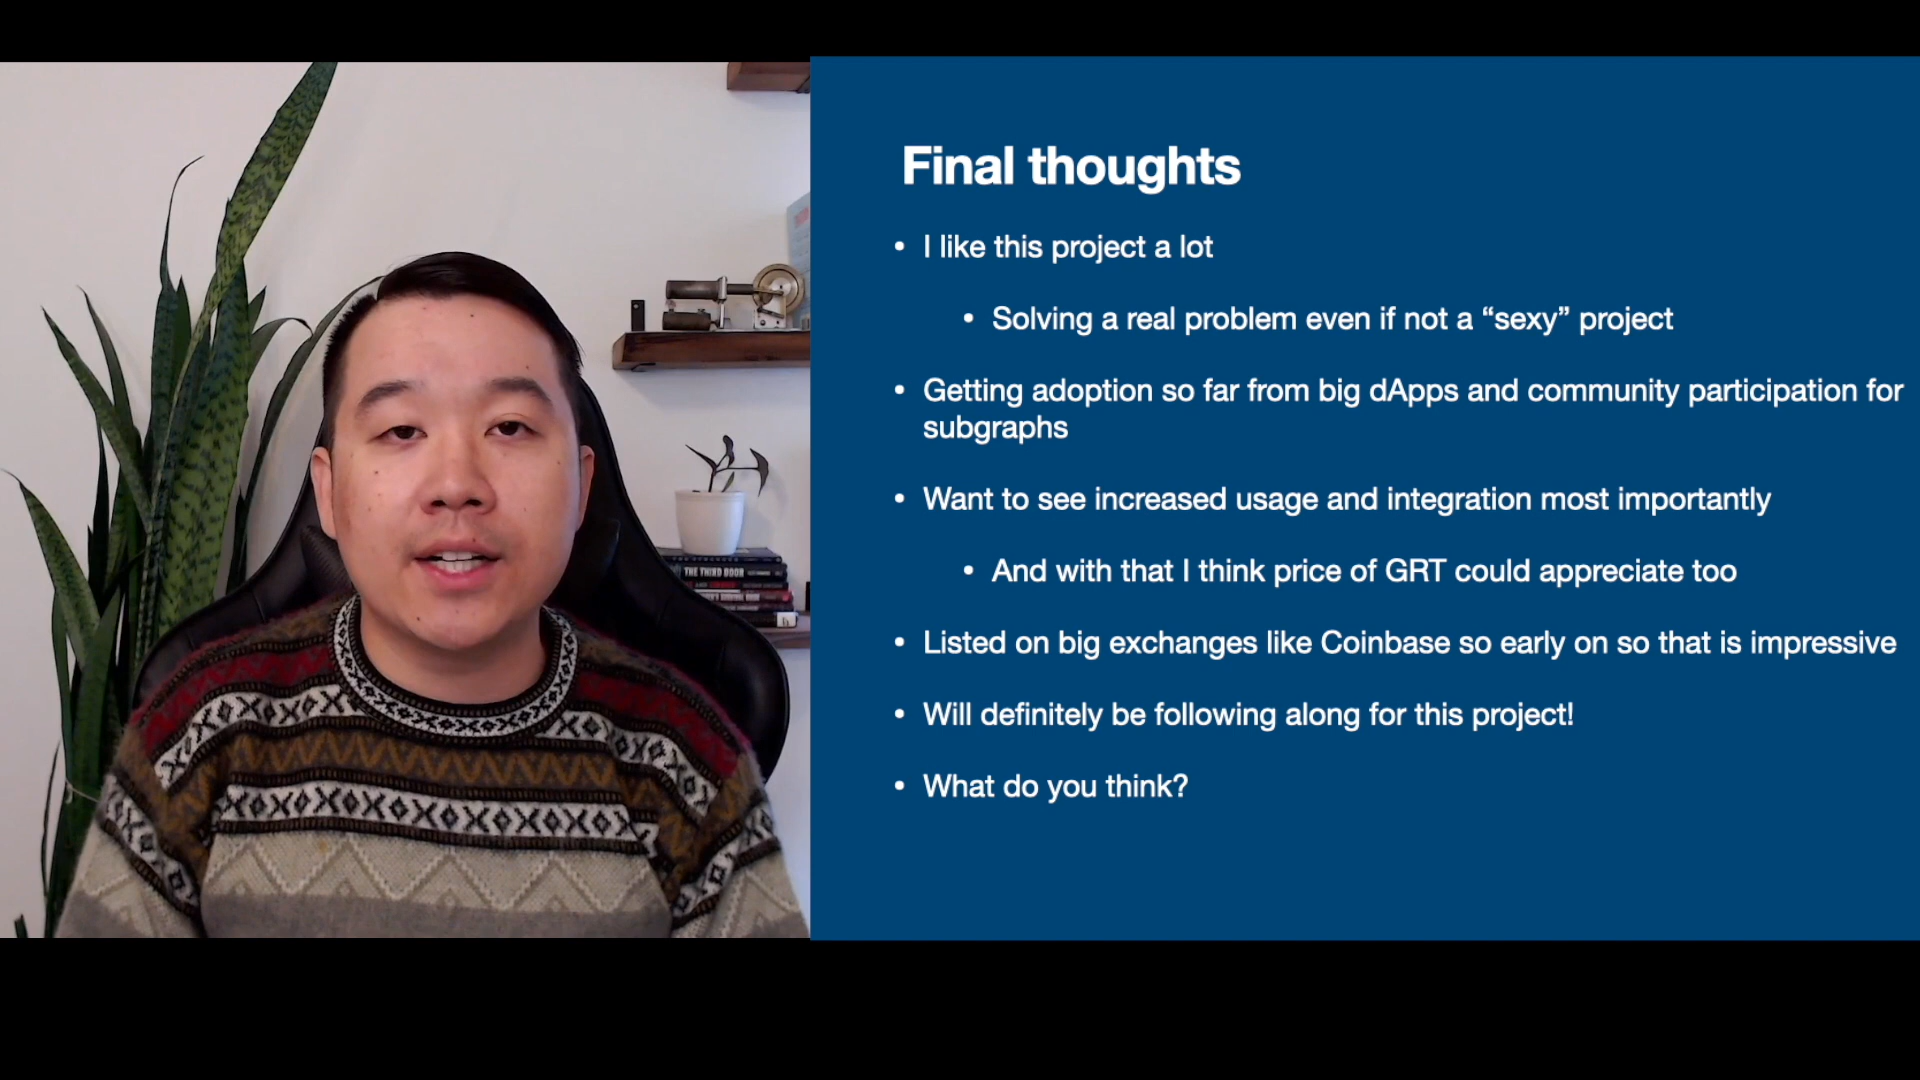 Final thoughts
• I like this project a lot
• Solving a real problem even if not a “sexy” project
• Getting adoption so far from big dApps and community participation for
subgraphs
• Want to see increased usage and integration most importantly
• And with that I think price of GRT could appreciate too
• Listed on big exchanges like Coinbase so early on so that is impressive
• Will definitely be following along for this project!
• What do you think?
THE THIRD DOOR